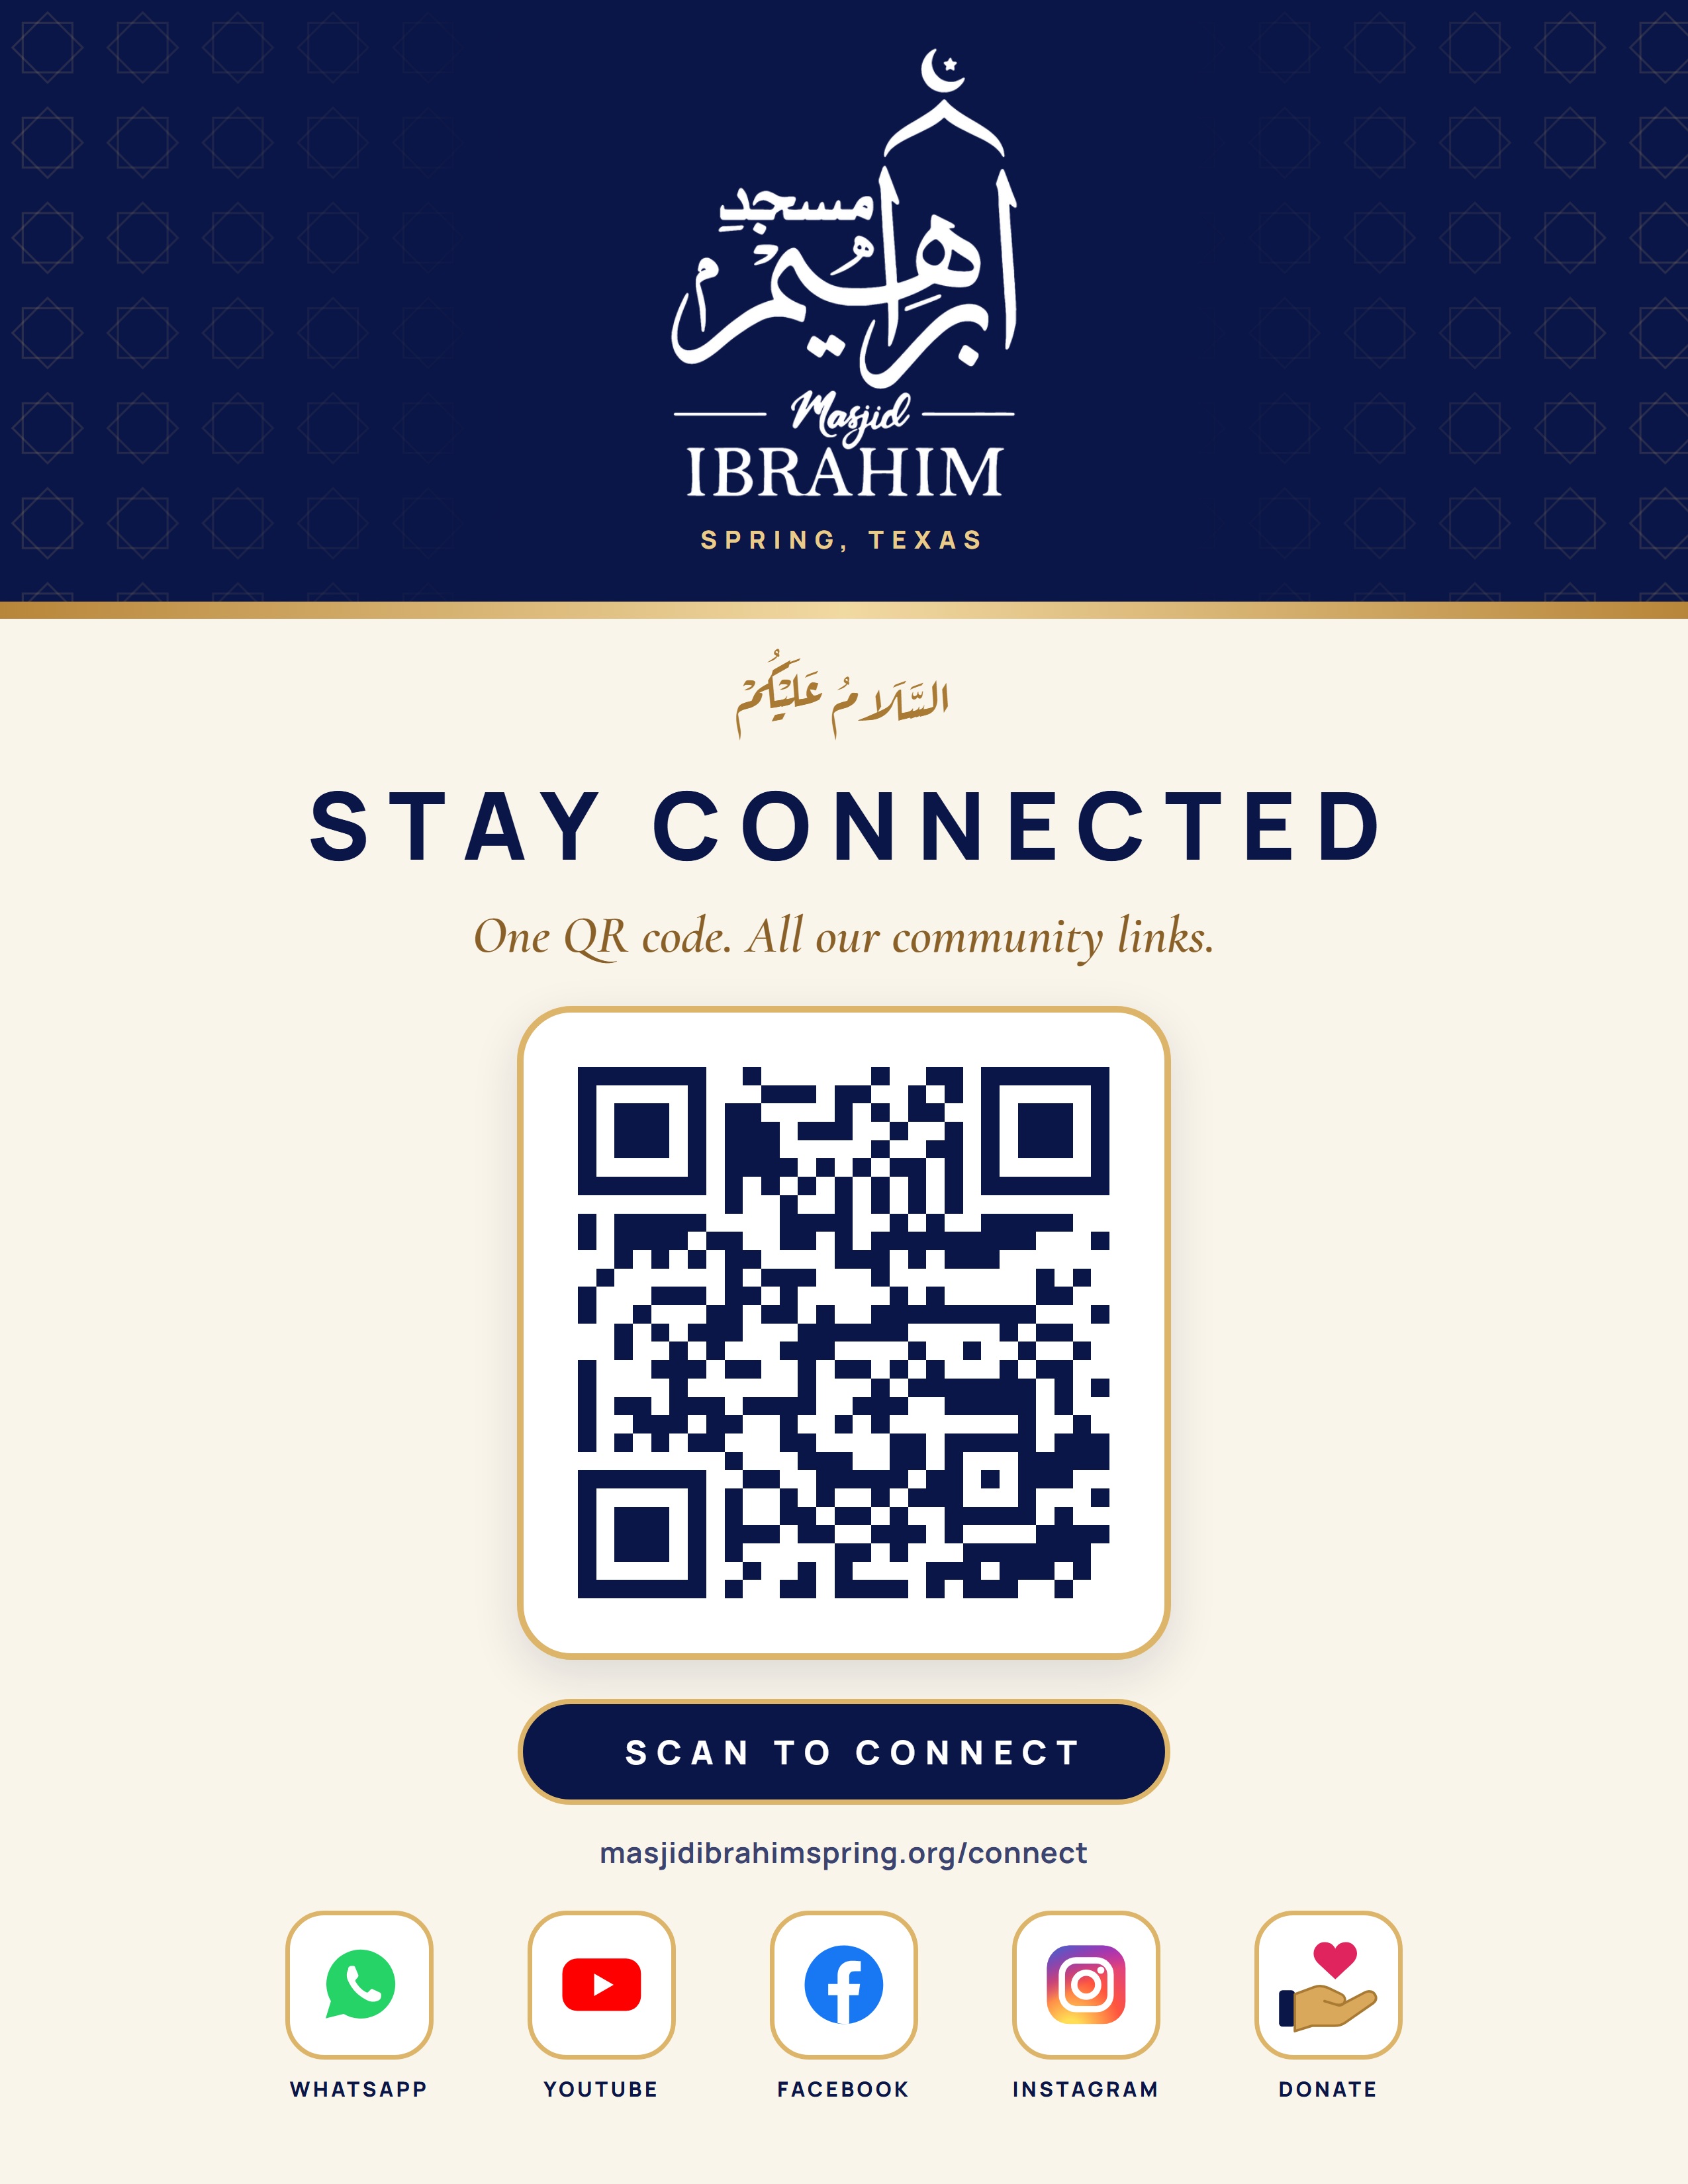 مسجد
ابراهيم
Masjid
IBRAHIM
SPRING, TEXAS
السَّلَامُ عَلَيْكُمْ
STAY CONNECTED
One QR code. All our community links.
SCAN TO CONNECT
masjidibrahimspring.org/connect
WHATSAPP YOUTUBE FACEBOOK INSTAGRAM DONATE